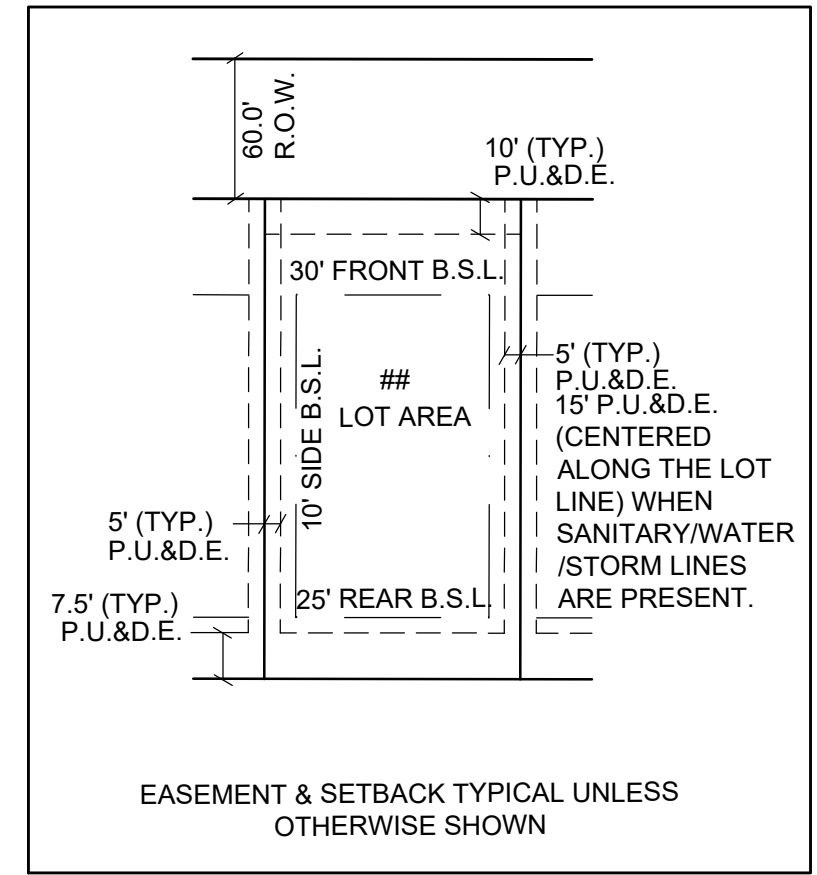 60.0'
R.O.W.
10' (TYP.)
P.U.&D.E.
30' FRONT B.S.L.
10' SIDE B.S.L.
##
LOT AREA
5' (TYP.)
P.U.&D.E.
15' P.U.&D.E.
(CENTERED
ALONG THE LOT
LINE) WHEN
SANITARY/WATER
/STORM LINES
ARE PRESENT.
5' (TYP.)
P.U.&D.E.
7.5' (TYP.)
P.U.&D.E.
25' REAR B.S.L.
EASEMENT & SETBACK TYPICAL UNLESS
OTHERWISE SHOWN